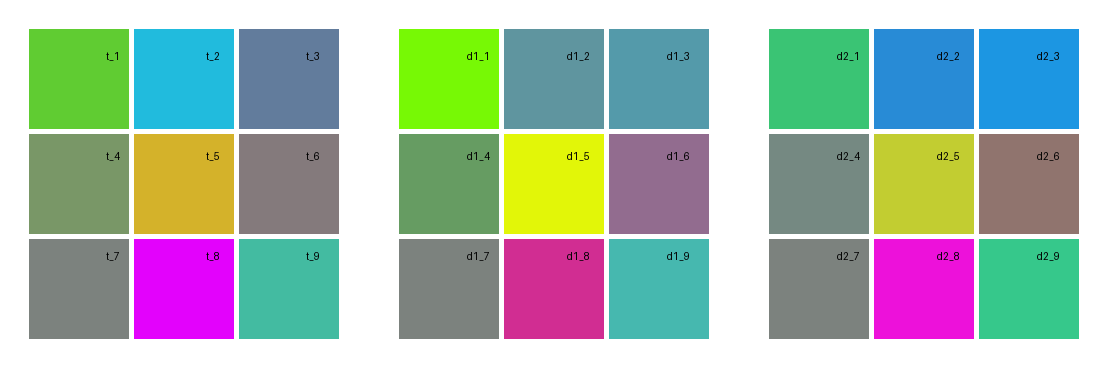 t_1 t_2 t_3 d1_1 d1_2 d1_3 d2_1 d2_2 d2_3
t_4 t_5 t_6 d1_4 d1_5 d1_6 d2_4 d2_5 d2_6
t_7 t_8 t_9 d1_7 d1_8 d1_9 d2_7 d2_8 d2_9